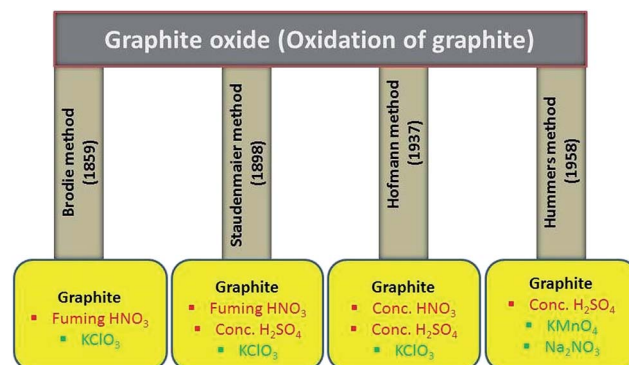 Graphite oxide (Oxidation of graphite)
Brodie method
(1859)
Staudenmaier method
(1898)
Hofmann method
(1937)
Hummers method
(1958)
Graphite
▪ Fuming HNO₃
▪ KClO₃
Graphite
▪ Fuming HNO₃
▪ Conc. H₂SO₄
▪ KClO₃
Graphite
▪ Conc. HNO₃
▪ Conc. H₂SO₄
▪ KClO₃
Graphite
▪ Conc. H₂SO₄
▪ KMnO₄
▪ Na₂NO₃